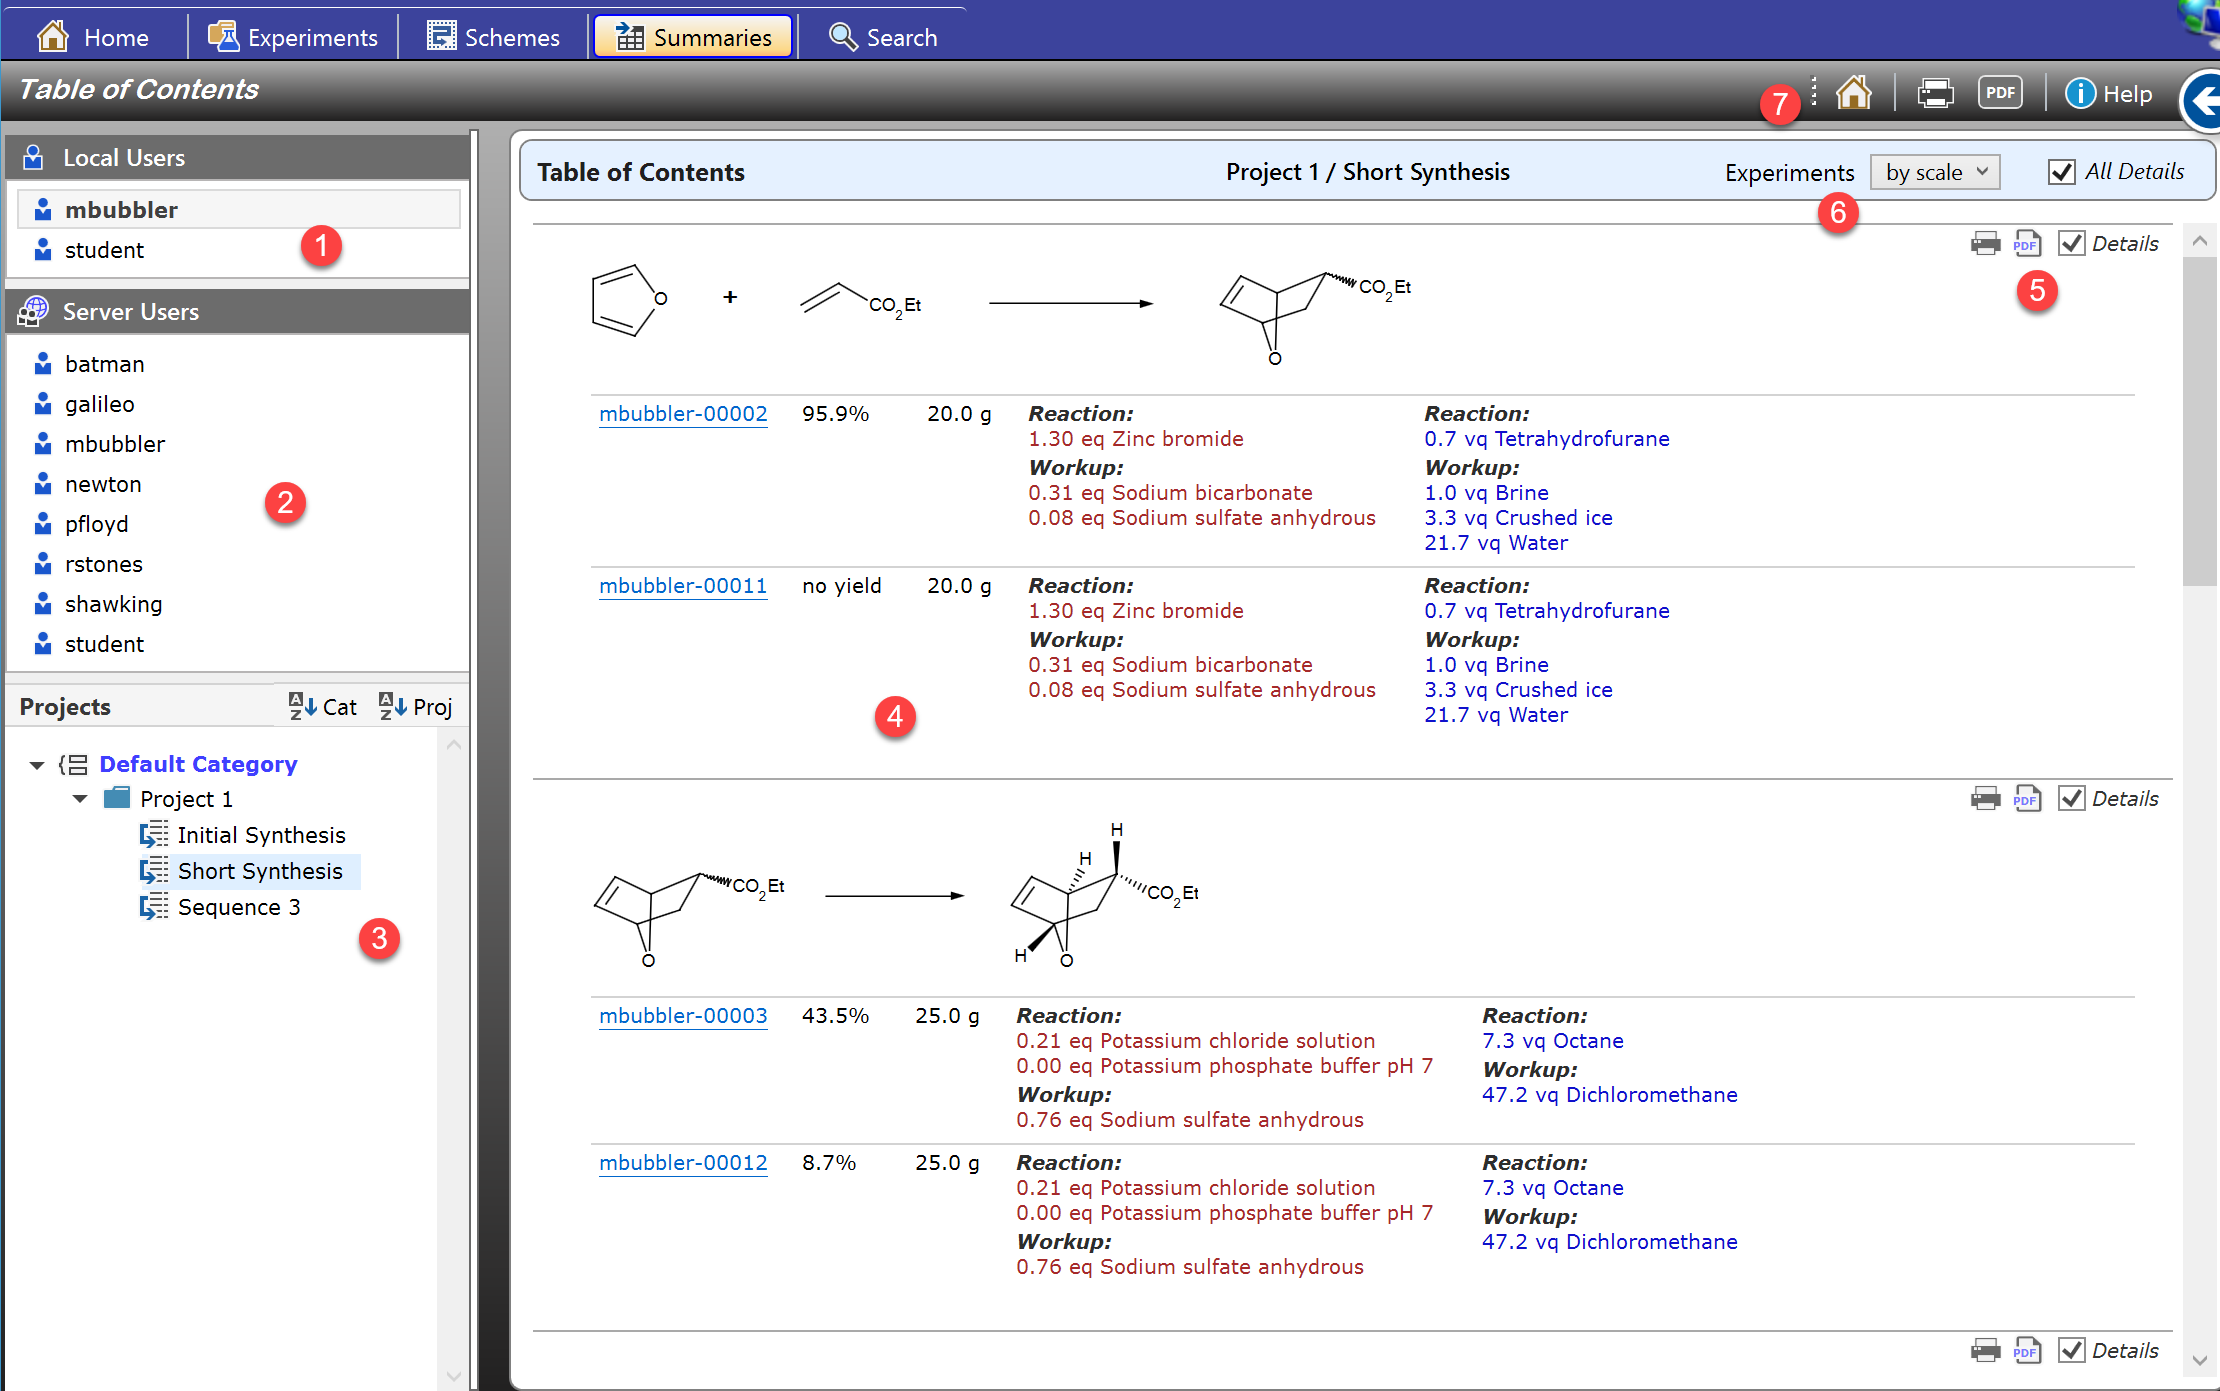 Home Experiments Schemes Summaries Search
Table of Contents
7 PDF Help
Local Users
mbubbler
student
1
Server Users
batman
galileo
mbubbler
newton
2
pfloyd
rstones
shawking
student
Projects Cat Proj
Default Category
Project 1
Initial Synthesis
Short Synthesis
Sequence 3
3
Table of Contents Project 1 / Short Synthesis Experiments by scale All Details
6
PDF Details
5
O + CO2Et CO2Et
O
mbubbler-00002 95.9% 20.0 g Reaction: Reaction:
1.30 eq Zinc bromide 0.7 vq Tetrahydrofurane
Workup: Workup:
0.31 eq Sodium bicarbonate 1.0 vq Brine
0.08 eq Sodium sulfate anhydrous 3.3 vq Crushed ice
21.7 vq Water
mbubbler-00011 no yield 20.0 g Reaction: Reaction:
1.30 eq Zinc bromide 0.7 vq Tetrahydrofurane
Workup: Workup:
0.31 eq Sodium bicarbonate 1.0 vq Brine
0.08 eq Sodium sulfate anhydrous 3.3 vq Crushed ice
4 21.7 vq Water
PDF Details
H
H
CO2Et CO2Et
O H O
mbubbler-00003 43.5% 25.0 g Reaction: Reaction:
0.21 eq Potassium chloride solution 7.3 vq Octane
0.00 eq Potassium phosphate buffer pH 7 Workup:
Workup: 47.2 vq Dichloromethane
0.76 eq Sodium sulfate anhydrous
mbubbler-00012 8.7% 25.0 g Reaction: Reaction:
0.21 eq Potassium chloride solution 7.3 vq Octane
0.00 eq Potassium phosphate buffer pH 7 Workup:
Workup: 47.2 vq Dichloromethane
0.76 eq Sodium sulfate anhydrous
PDF Details